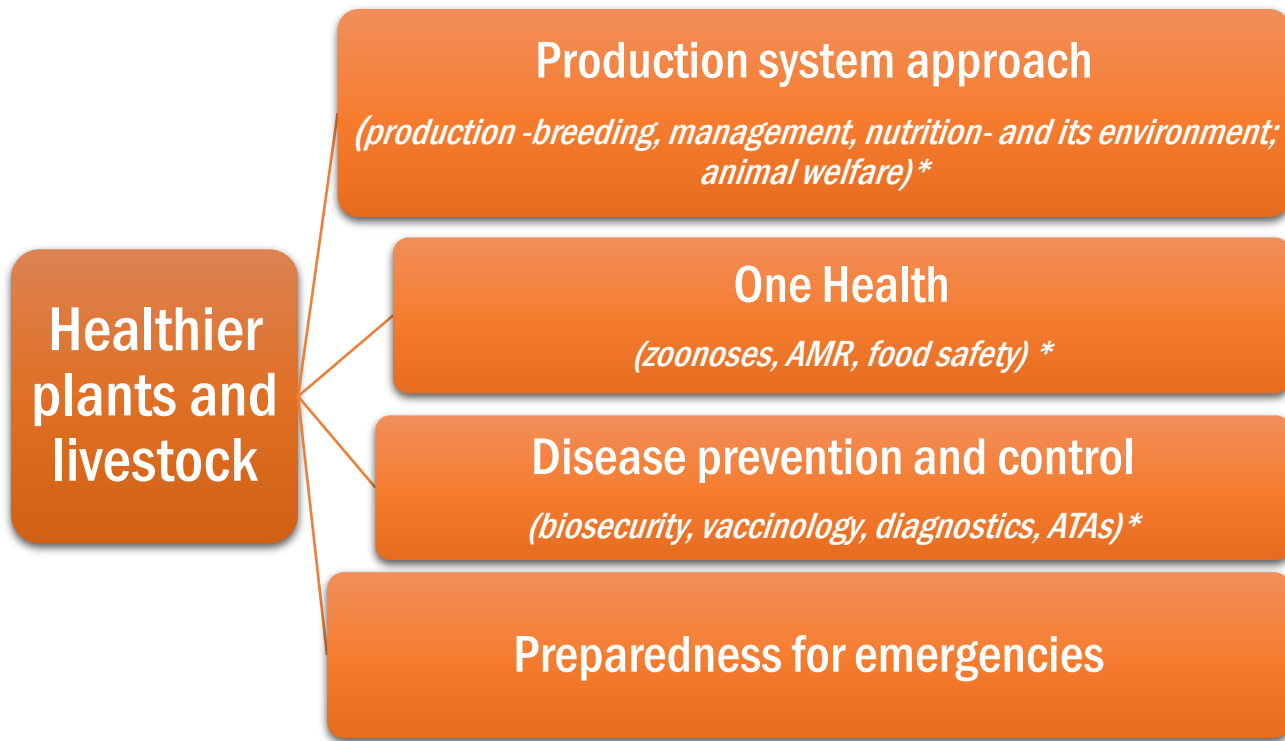 Production system approach
(production -breeding, management, nutrition- and its environment;
animal welfare)*
Healthier
plants and
livestock
One Health
(zoonoses, AMR, food safety) *
Disease prevention and control
(biosecurity, vaccinology, diagnostics, ATAs)*
Preparedness for emergencies